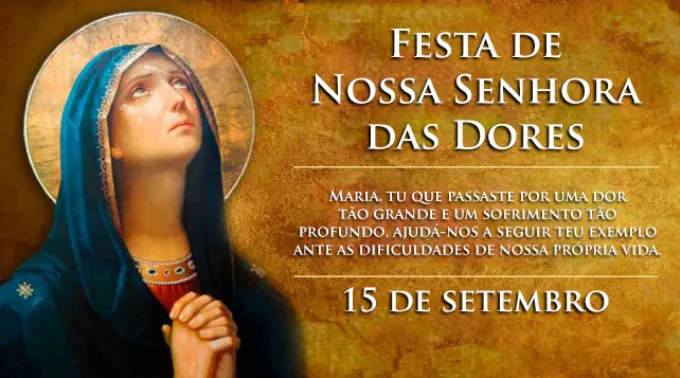 FESTA DE
NOSSA SENHORA
DAS DORES
MARIA, TU QUE PASSASTE POR UMA DOR
TÃO GRANDE E UM SOFRIMENTO TÃO
PROFUNDO, AJUDÁ-NOS A SEGUIR TEU EXEMPLO
ANTE AS DIFICULDADES DE NOSSA PRÓPRIA VIDA.
15 DE SETEMBRO